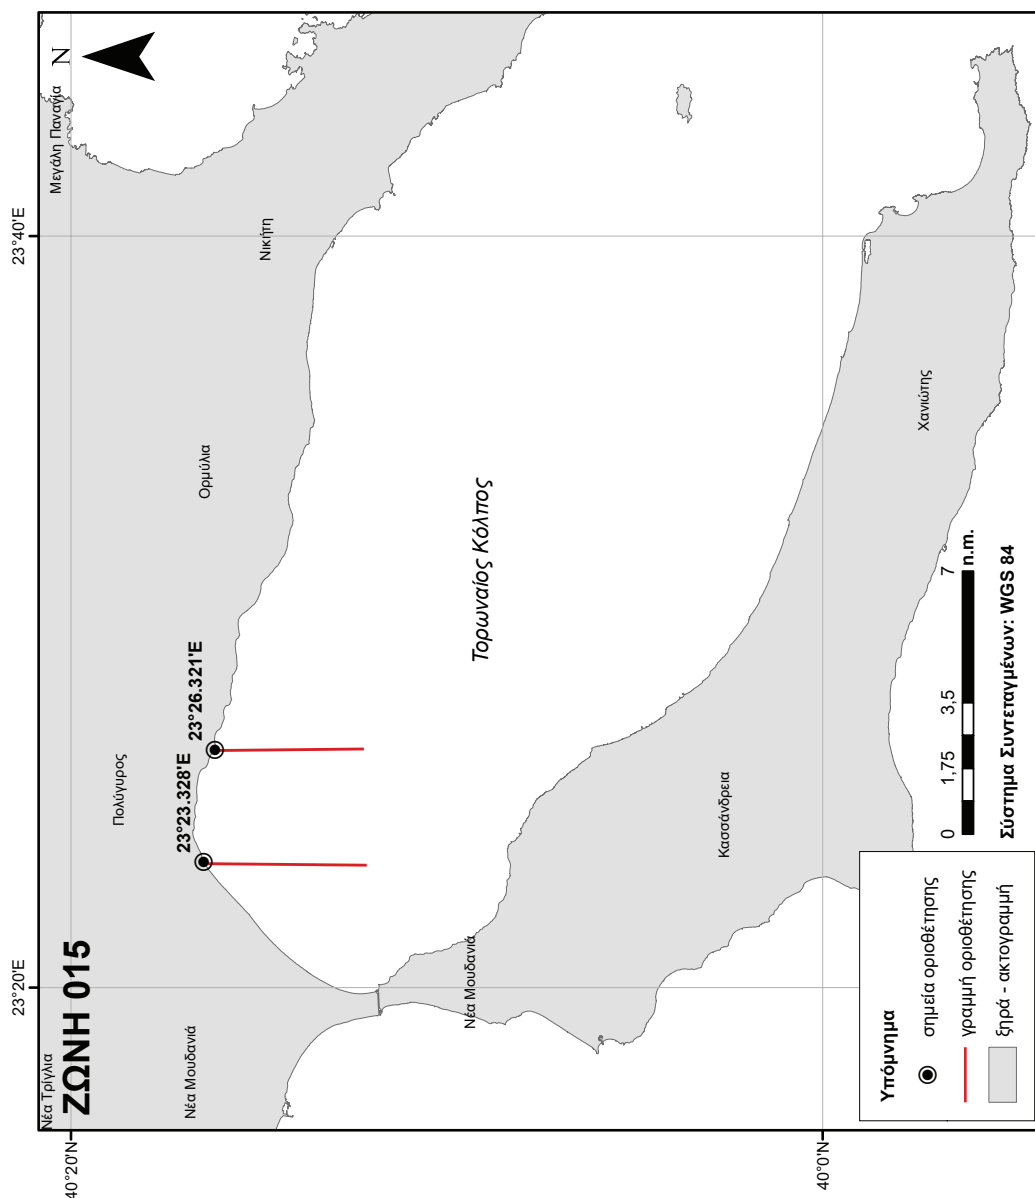 ΖΩΝΗ 015
N
23°20'E
23°40'E
40°20'N
40°0'N
Νέα Τρίγλια
Νέα Μουδανιά
Πολύγυρος
Ορμύλια
Νικήτη
Μεγάλη Παναγία
23°23.328'E
23°26.321'E
Τορωναίος Κόλπος
Νέα Μουδανιά
Κασσάνδρεια
Χανιώτης
Υπόμνημα
σημεία οριοθέτησης
γραμμή οριοθέτησης
ξηρά - ακτογραμμή
0 1,75 3,5 7
n.m.
Σύστημα Συντεταγμένων: WGS 84